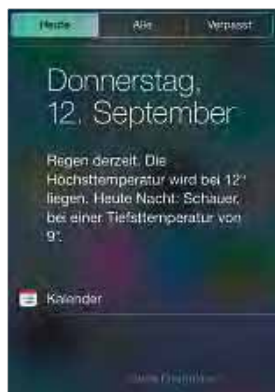 Heute Alle Verpasst
Donnerstag,
12. September
Regen derzeit. Die
Höchsttemperatur wird bei 12°
liegen. Heute Nacht: Schauer,
bei einer Tiefsttemperatur von
9°.
Kalender